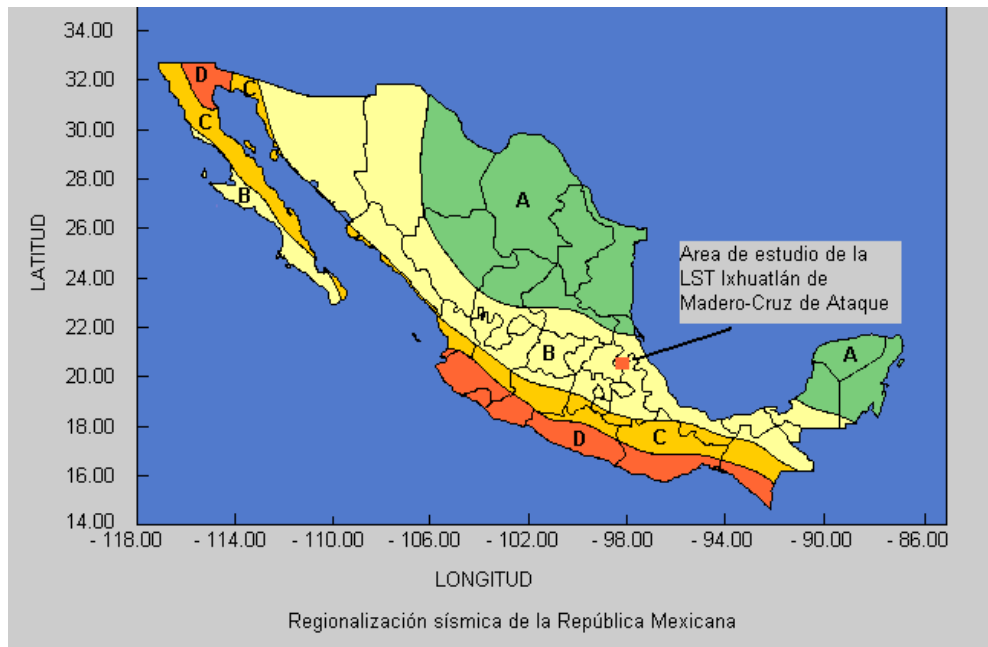 34.00
32.00
30.00
28.00
26.00
24.00
22.00
20.00
18.00
16.00
14.00
LATITUD
D
C
C
B
A
Area de estudio de la
LST Ixhuatlán de
Madero-Cruz de Ataque
B
A
D
C
- 118.00 - 114.00 - 110.00 - 106.00 - 102.00 - 98.00 - 94.00 - 90.00 - 86.00
LONGITUD
Regionalización sísmica de la República Mexicana